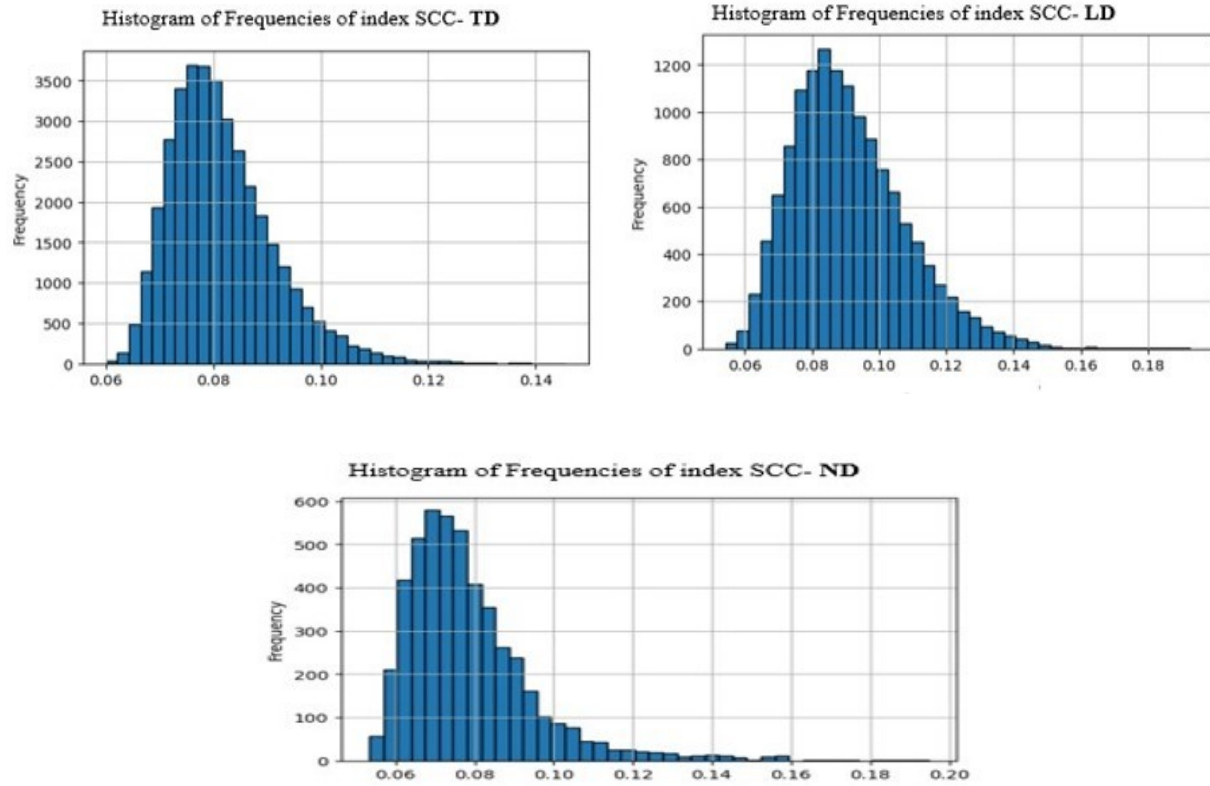 Histogram of Frequencies of index SCC- TD
Frequency
3500
3000
2500
2000
1500
1000
500
0
0.06 0.08 0.10 0.12 0.14
Histogram of Frequencies of index SCC- LD
Frequency
1200
1000
800
600
400
200
0
0.06 0.08 0.10 0.12 0.14 0.16 0.18
Histogram of Frequencies of index SCC- ND
Frequency
600
500
400
300
200
100
0
0.06 0.08 0.10 0.12 0.14 0.16 0.18 0.20